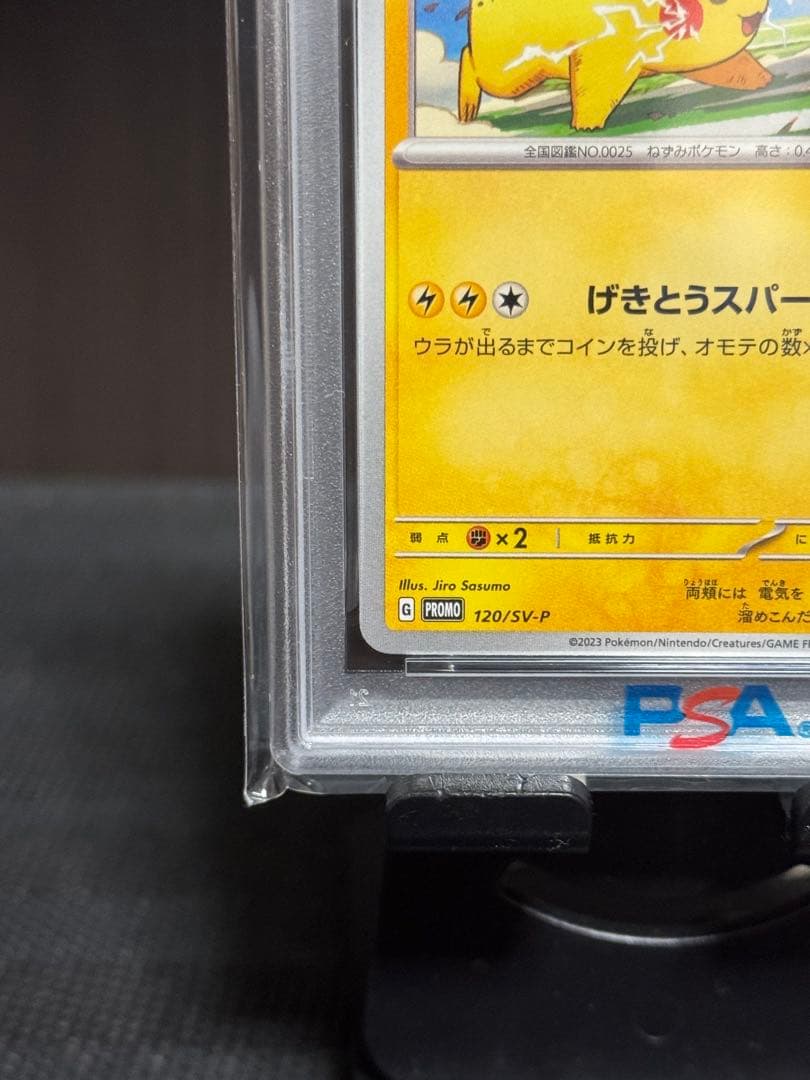 全国図鑑NO.0025 ねずみポケモン 高さ:0.4
げきとうスパー
ウラが出るまでコインを投げ、オモテの数×
弱点 ×2 抵抗力 に
Illus. Jiro Sasumo
両頬には 電気を
G PROMO 120/SV-P
溜めこんだ
©2023 Pokémon/Nintendo/Creatures/GAME
PSA